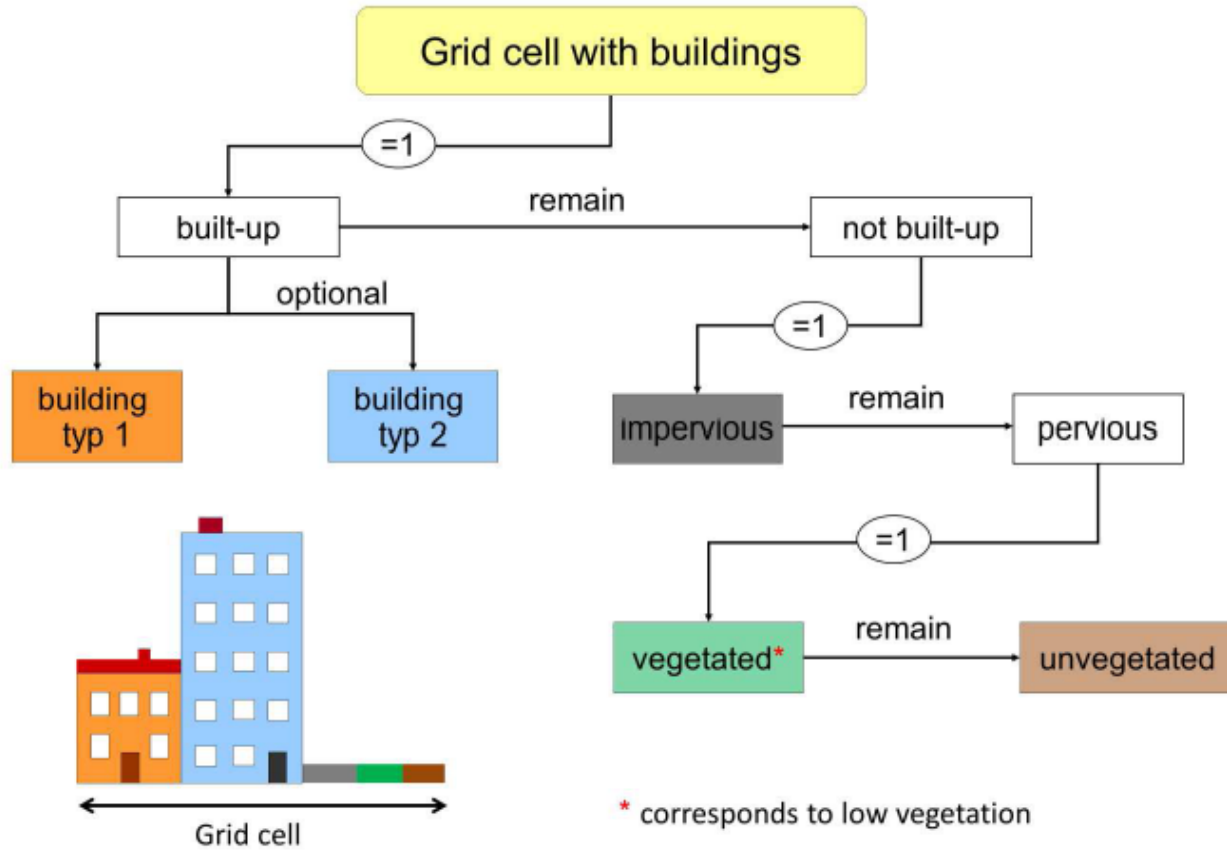 Grid cell with buildings
=1
built-up
remain
not built-up
optional
=1
building
typ 1
building
typ 2
impervious
remain
pervious
=1
vegetated*
remain
unvegetated
Grid cell
* corresponds to low vegetation